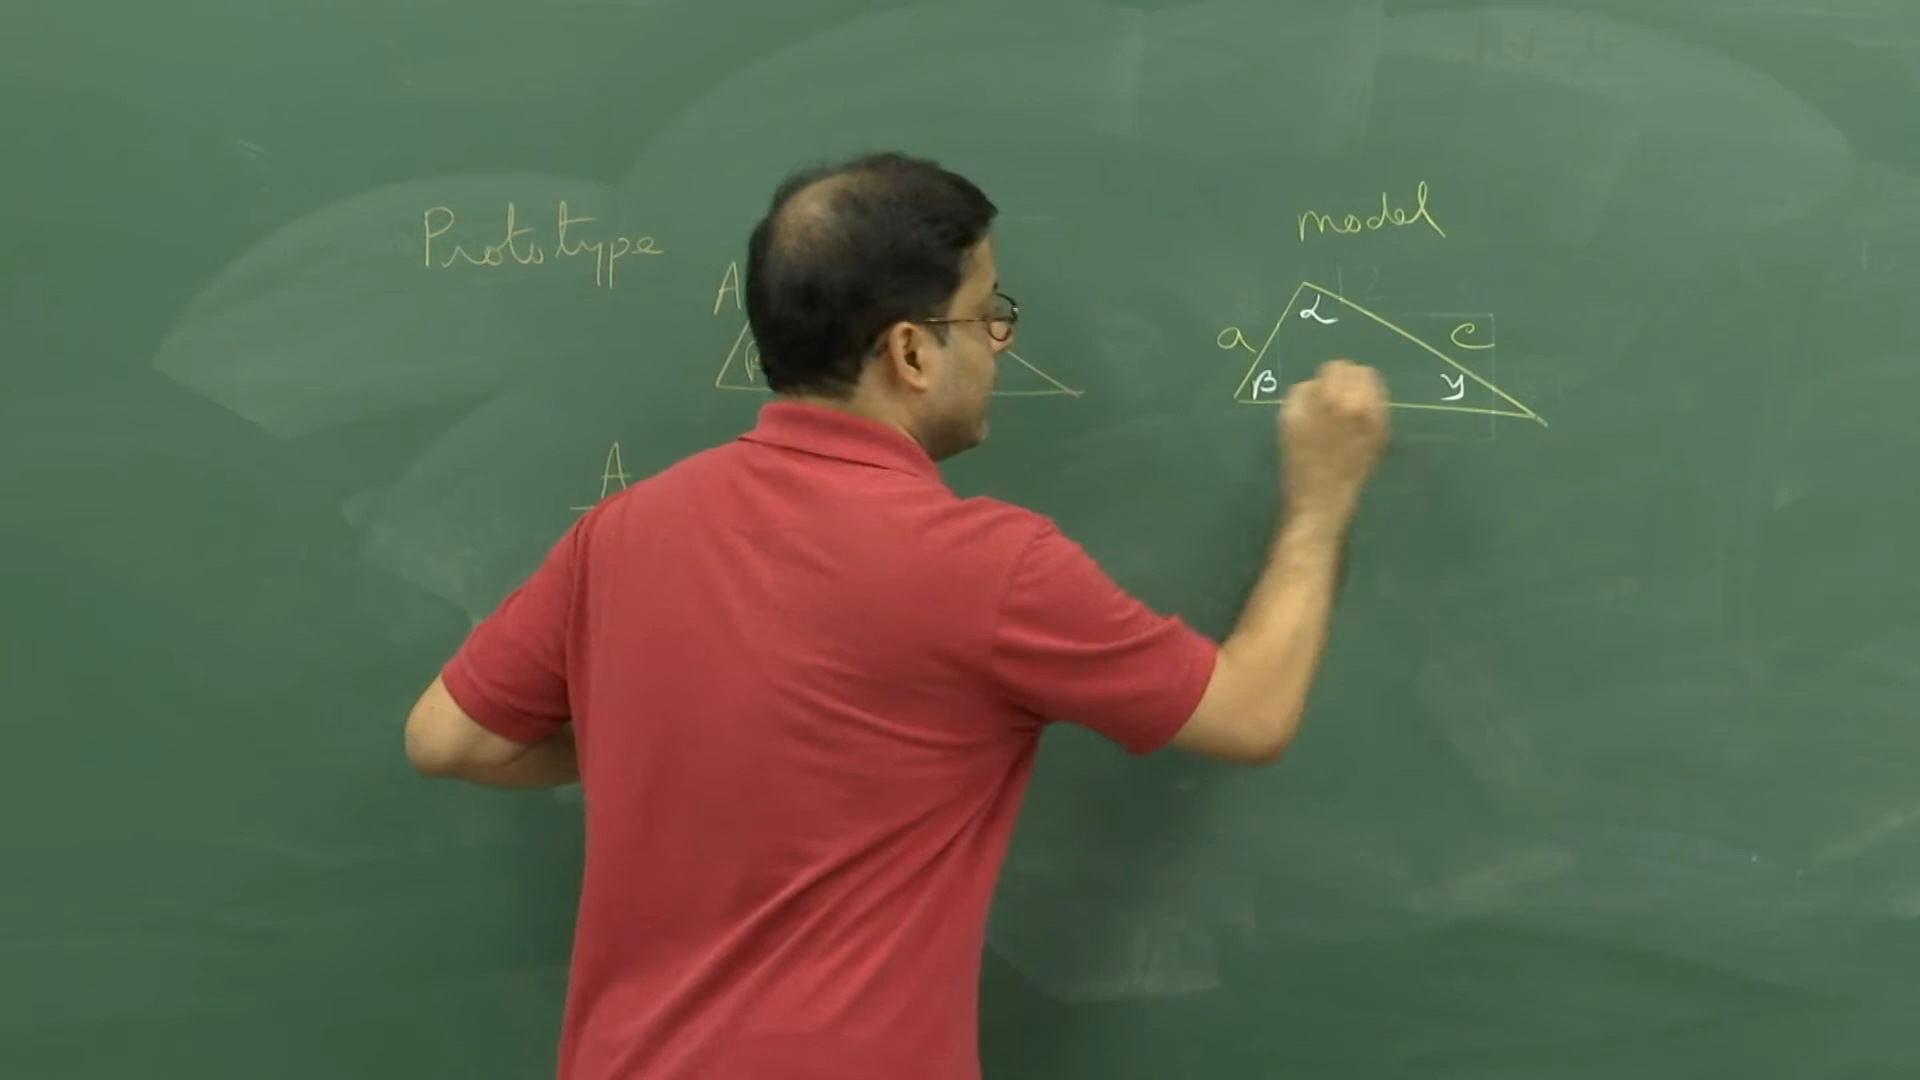 Prototype
model
A
a
α
c
β
γ
A